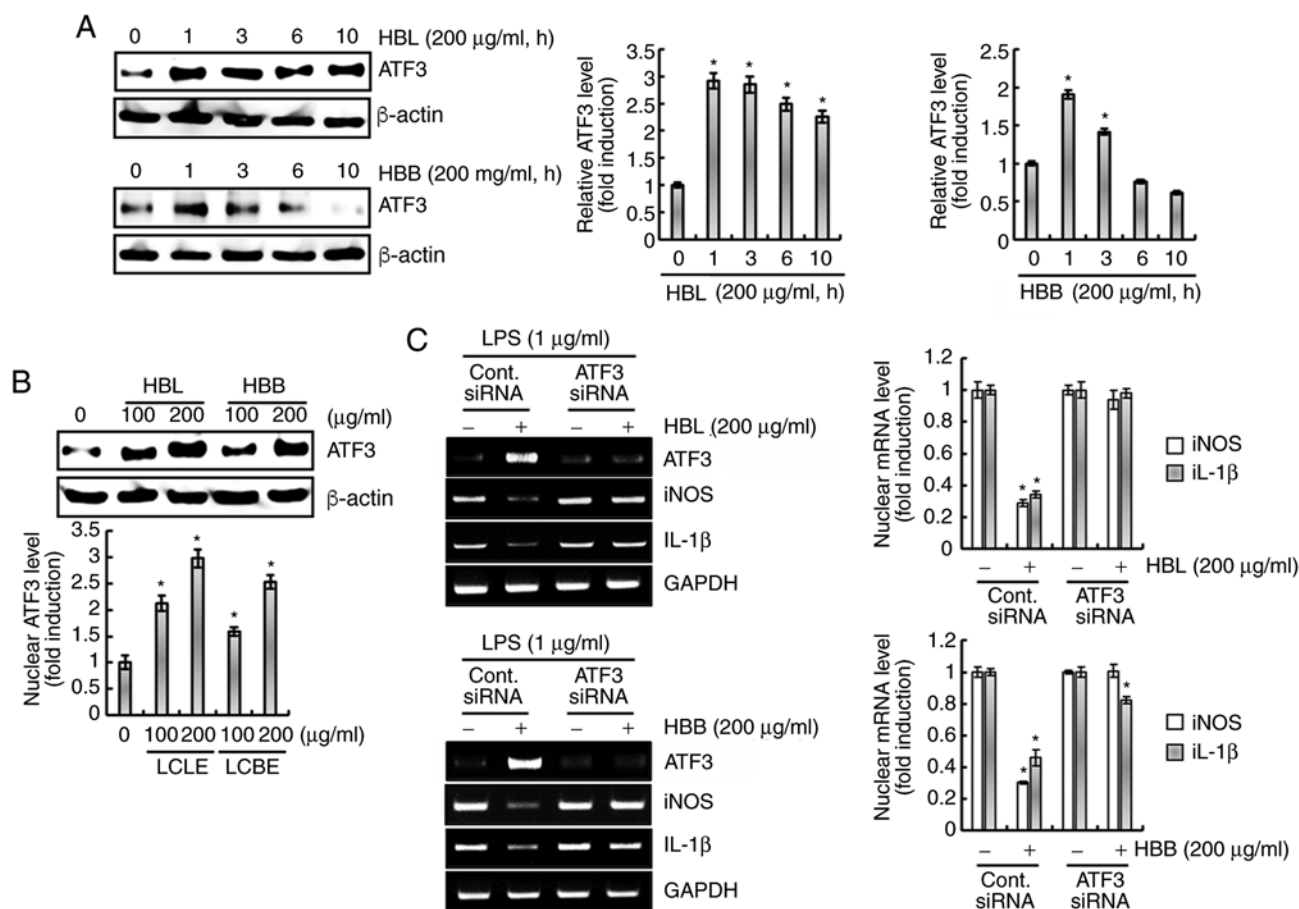 A
0 1 3 6 10 HBL (200 μg/ml, h)
ATF3
β-actin
0 1 3 6 10 HBB (200 mg/ml, h)
ATF3
β-actin
Relative ATF3 level
(fold induction)
3.5
3
2.5
2
1.5
1
0.5
0
* * * *
0 1 3 6 10
HBL (200 μg/ml, h)
Relative ATF3 level
(fold induction)
2.5
2
1.5
1
0.5
0
* *
0 1 3 6 10
HBB (200 μg/ml, h)
B
HBL HBB
0 100 200 100 200 (μg/ml)
ATF3
β-actin
Nuclear ATF3 level
(fold induction)
3.5
3
2.5
2
1.5
1
0.5
0
* * * *
0 100 200 100 200 (μg/ml)
LCLE LCBE
C
LPS (1 μg/ml)
Cont. ATF3
siRNA siRNA
– + – + HBL (200 μg/ml)
ATF3
iNOS
IL-1β
GAPDH
Nuclear mRNA level
(fold induction)
1.2
1
0.8
0.6
0.4
0.2
0
* *
iNOS
iL-1β
– + – + HBL (200 μg/ml)
Cont. ATF3
siRNA siRNA
LPS (1 μg/ml)
Cont. ATF3
siRNA siRNA
– + – + HBB (200 μg/ml)
ATF3
iNOS
IL-1β
GAPDH
Nuclear mRNA level
(fold induction)
1.2
1
0.8
0.6
0.4
0.2
0
* * *
iNOS
iL-1β
– + – + HBB (200 μg/ml)
Cont. ATF3
siRNA siRNA